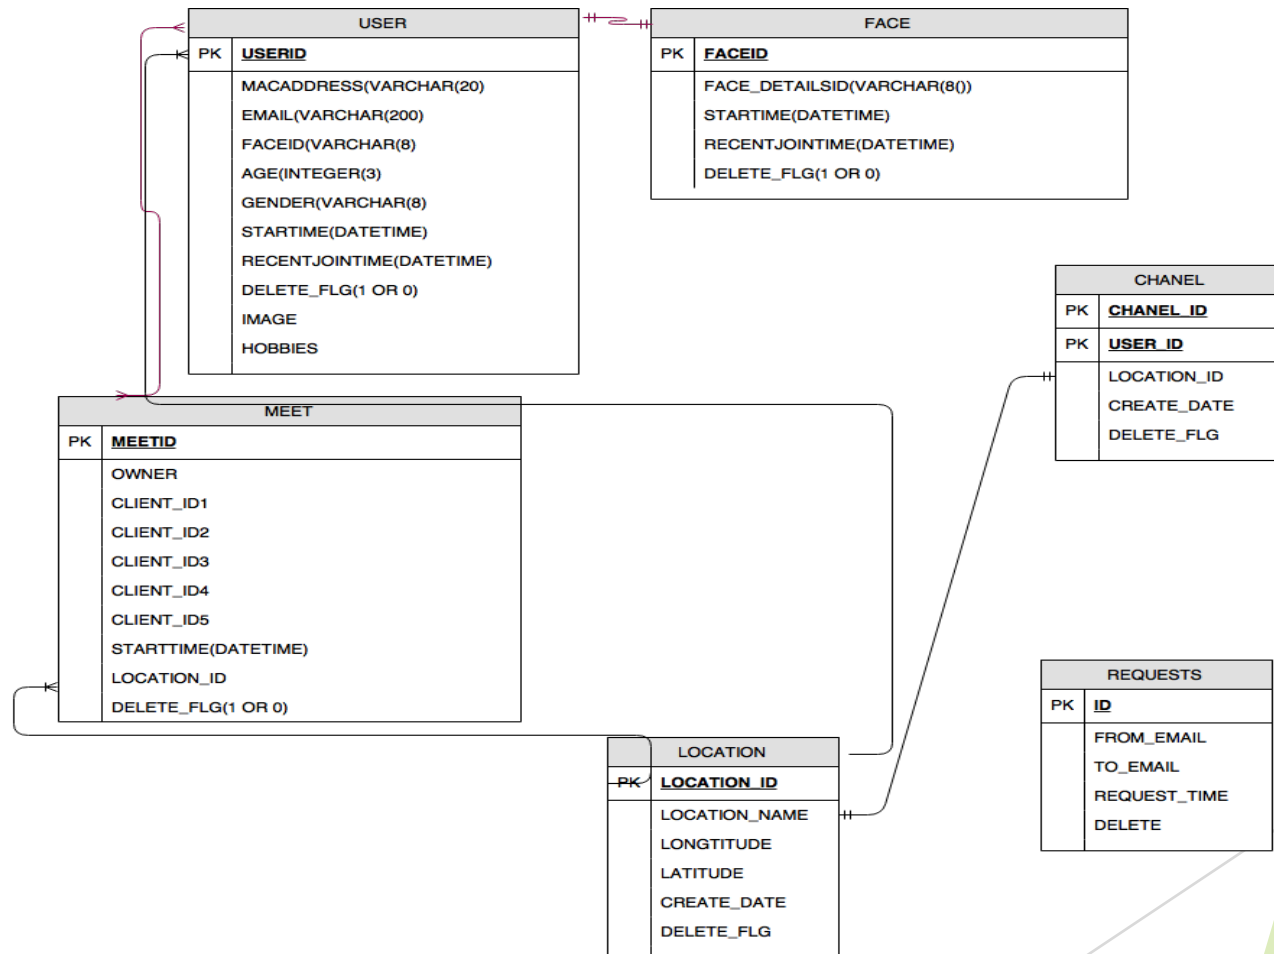 USER
PK USERID
MACADDRESS(VARCHAR(20)
EMAIL(VARCHAR(200)
FACEID(VARCHAR(8)
AGE(INTEGER(3)
GENDER(VARCHAR(8)
STARTIME(DATETIME)
RECENTJOINTIME(DATETIME)
DELETE_FLG(1 OR 0)
IMAGE
HOBBIES
FACE
PK FACEID
FACE_DETAILSID(VARCHAR(8())
STARTIME(DATETIME)
RECENTJOINTIME(DATETIME)
DELETE_FLG(1 OR 0)
CHANEL
PK CHANEL_ID
PK USER_ID
LOCATION_ID
CREATE_DATE
DELETE_FLG
MEET
PK MEETID
OWNER
CLIENT_ID1
CLIENT_ID2
CLIENT_ID3
CLIENT_ID4
CLIENT_ID5
STARTTIME(DATETIME)
LOCATION_ID
DELETE_FLG(1 OR 0)
REQUESTS
PK ID
FROM_EMAIL
TO_EMAIL
REQUEST_TIME
DELETE
LOCATION
PK LOCATION_ID
LOCATION_NAME
LONGTITUDE
LATITUDE
CREATE_DATE
DELETE_FLG